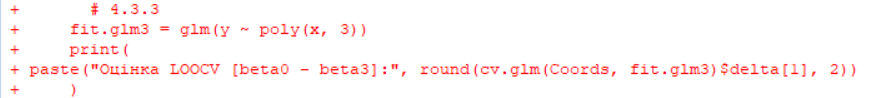 + # 4.3.3
+ fit.glm3 = glm(y ~ poly(x, 3))
+ print(
+ paste("Оцінка LOOCV [beta0 - beta3]:", round(cv.glm(Coords, fit.glm3)$delta[1], 2))
+ )